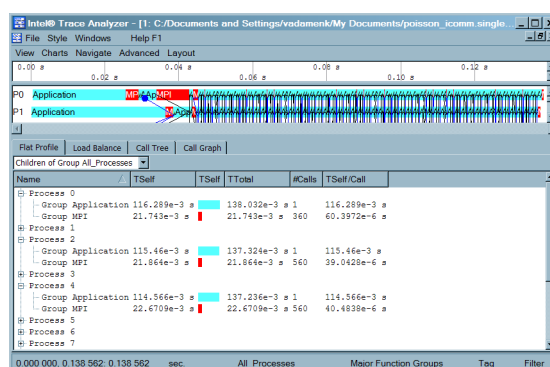 Intel® Trace Analyzer - [1: C:/Documents and Settings/vadamenk/My Documents/poisson_icomm.single...
File Style Windows Help F1
View Charts Navigate Advanced Layout
0.00 s 0.04 s 0.08 s 0.12 s
0.02 s 0.06 s 0.10 s
P0 Application MPI Ap MPI
P1 Application App
Flat Profile Load Balance Call Tree Call Graph
Children of Group All_Processes
Name TSelf TSelf TTotal #Calls TSelf/Call
Process 0
Group Application 116.289e-3 s 138.032e-3 s 1 116.289e-3 s
Group MPI 21.743e-3 s 21.743e-3 s 360 60.3972e-6 s
Process 1
Process 2
Group Application 115.46e-3 s 137.324e-3 s 1 115.46e-3 s
Group MPI 21.864e-3 s 21.864e-3 s 560 39.0428e-6 s
Process 3
Process 4
Group Application 114.566e-3 s 137.236e-3 s 1 114.566e-3 s
Group MPI 22.6709e-3 s 22.6709e-3 s 560 40.4838e-6 s
Process 5
Process 6
Process 7
0.000 000, 0.138 562: 0.138 562 sec. All_Processes Major Function Groups Tag Filter